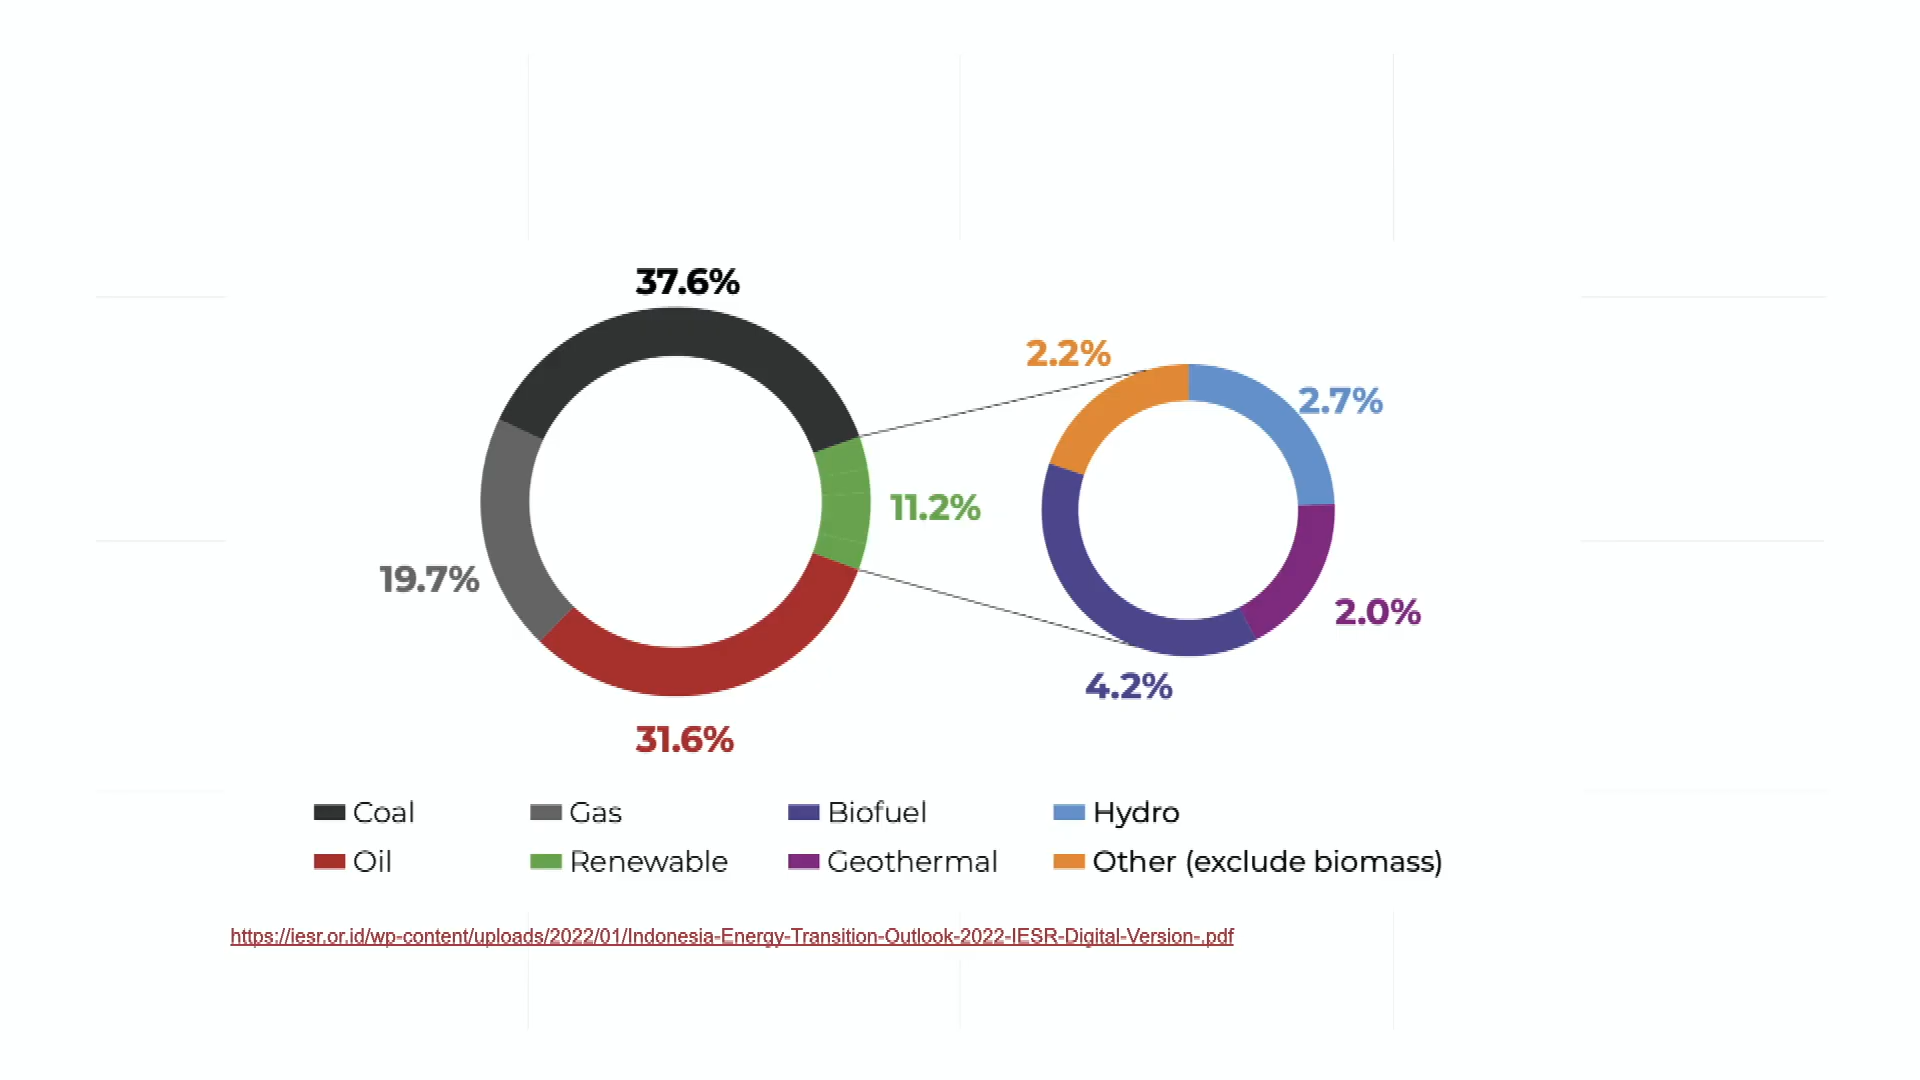 37.6%
2.2%
2.7%
11.2%
19.7%
2.0%
4.2%
31.6%
Coal
Gas
Biofuel
Hydro
Oil
Renewable
Geothermal
Other (exclude biomass)
https://iesr.or.id/wp-content/uploads/2022/01/Indonesia-Energy-Transition-Outlook-2022-IESR-Digital-Version-.pdf